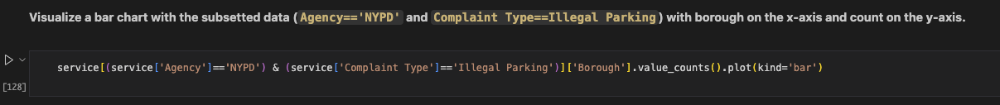 Visualize a bar chart with the subsetted data (Agency=='NYPD' and Complaint Type==Illegal Parking) with borough on the x-axis and count on the y-axis.
service[(service['Agency']=='NYPD') & (service['Complaint Type']=='Illegal Parking')]['Borough'].value_counts().plot(kind='bar')
[128]